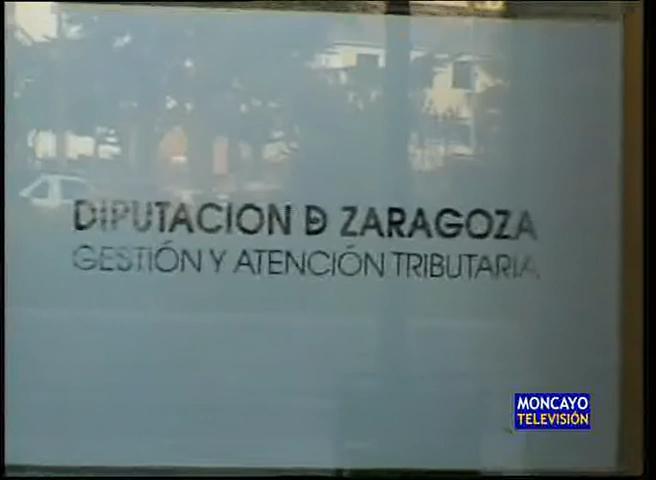 DIPUTACION D ZARAGOZA
GESTIÓN Y ATENCIÓN TRIBUTARIA
MONCAYO
TELEVISIÓN